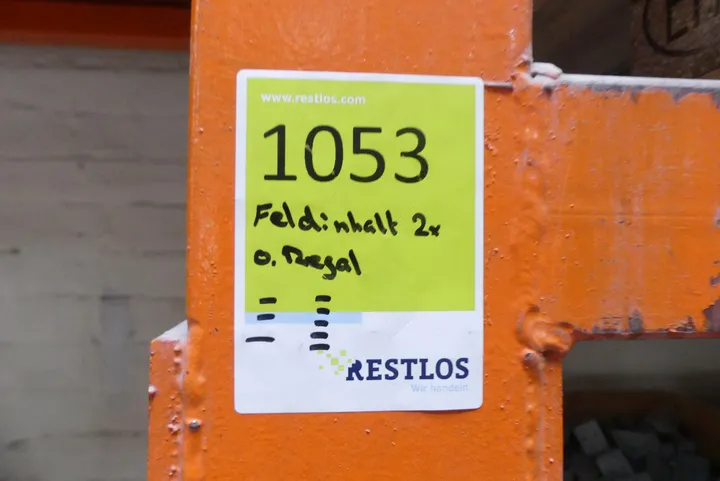 www.restlos.com
1053
Feldinhalt 2x
o. Regal
RESTLOS
Wir handeln